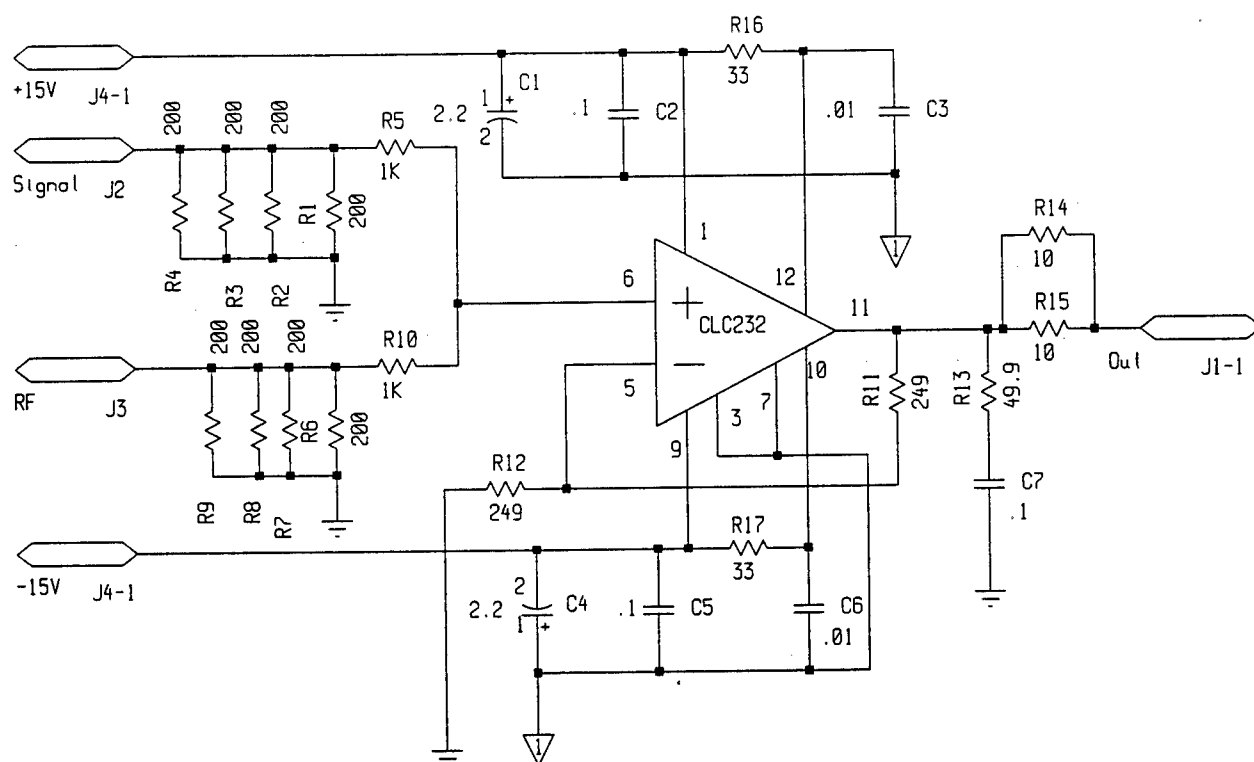 R16
33
+15V
J4-1
C1
1
+
2.2
2
.1
C2
.01
C3
200
200
200
R5
1K
Signal
J2
R1
200
R4
R3
R2
1
R14
10
R15
10
1
6
+
CLC232
12
11
5
−
10
3
7
9
R11
249
R13
49.9
Out
J1-1
200
200
200
R10
1K
RF
J3
R6
200
R9
R8
R7
R12
249
C7
.1
R17
33
-15V
J4-1
2
2.2
1
+
C4
.1
C5
C6
.01
1